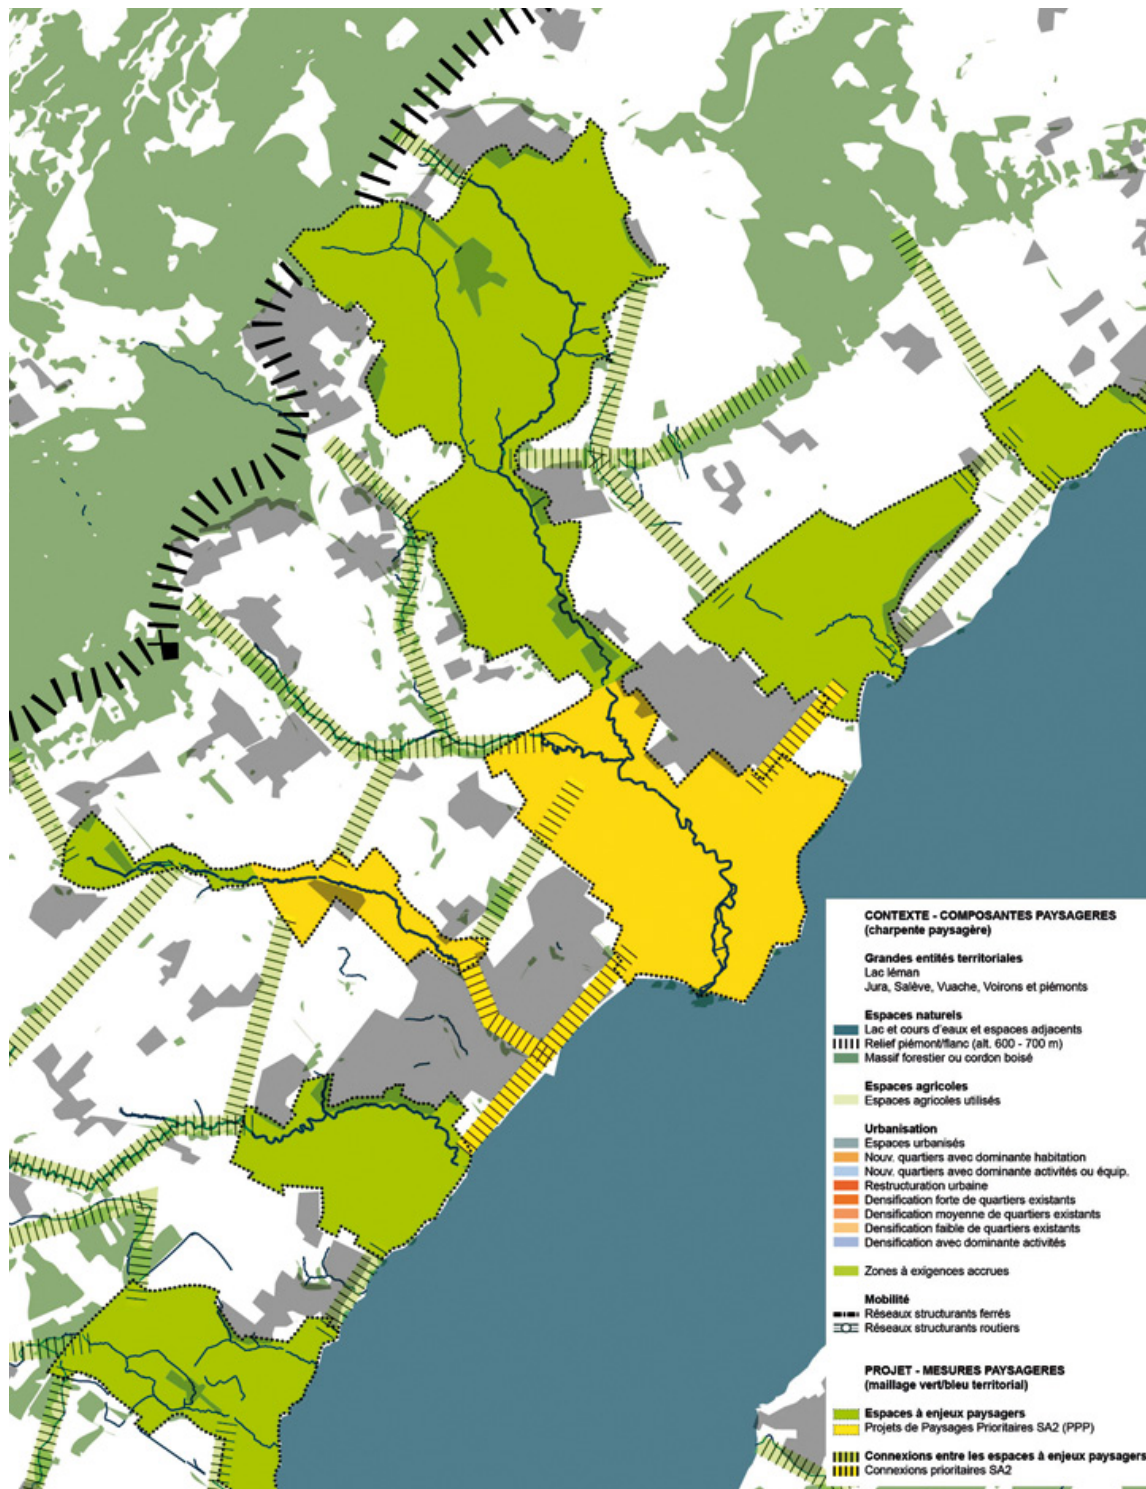 CONTEXTE - COMPOSANTES PAYSAGERES
(charpente paysagère)
Grandes entités territoriales
Lac léman
Jura, Salève, Vuache, Voirons et piémonts
Espaces naturels
Lac et cours d'eaux et espaces adjacents
Relief piémont/flanc (alt. 600 - 700 m)
Massif forestier ou cordon boisé
Espaces agricoles
Espaces agricoles utilisés
Urbanisation
Espaces urbanisés
Nouv. quartiers avec dominante habitation
Nouv. quartiers avec dominante activités ou équip.
Restructuration urbaine
Densification forte de quartiers existants
Densification moyenne de quartiers existants
Densification faible de quartiers existants
Densification avec dominante activités
Zones à exigences accrues
Mobilité
Réseaux structurants ferrés
Réseaux structurants routiers
PROJET - MESURES PAYSAGERES
(maillage vert/bleu territorial)
Espaces à enjeux paysagers
Projets de Paysages Prioritaires SA2 (PPP)
Connexions entre les espaces à enjeux paysagers
Connexions prioritaires SA2